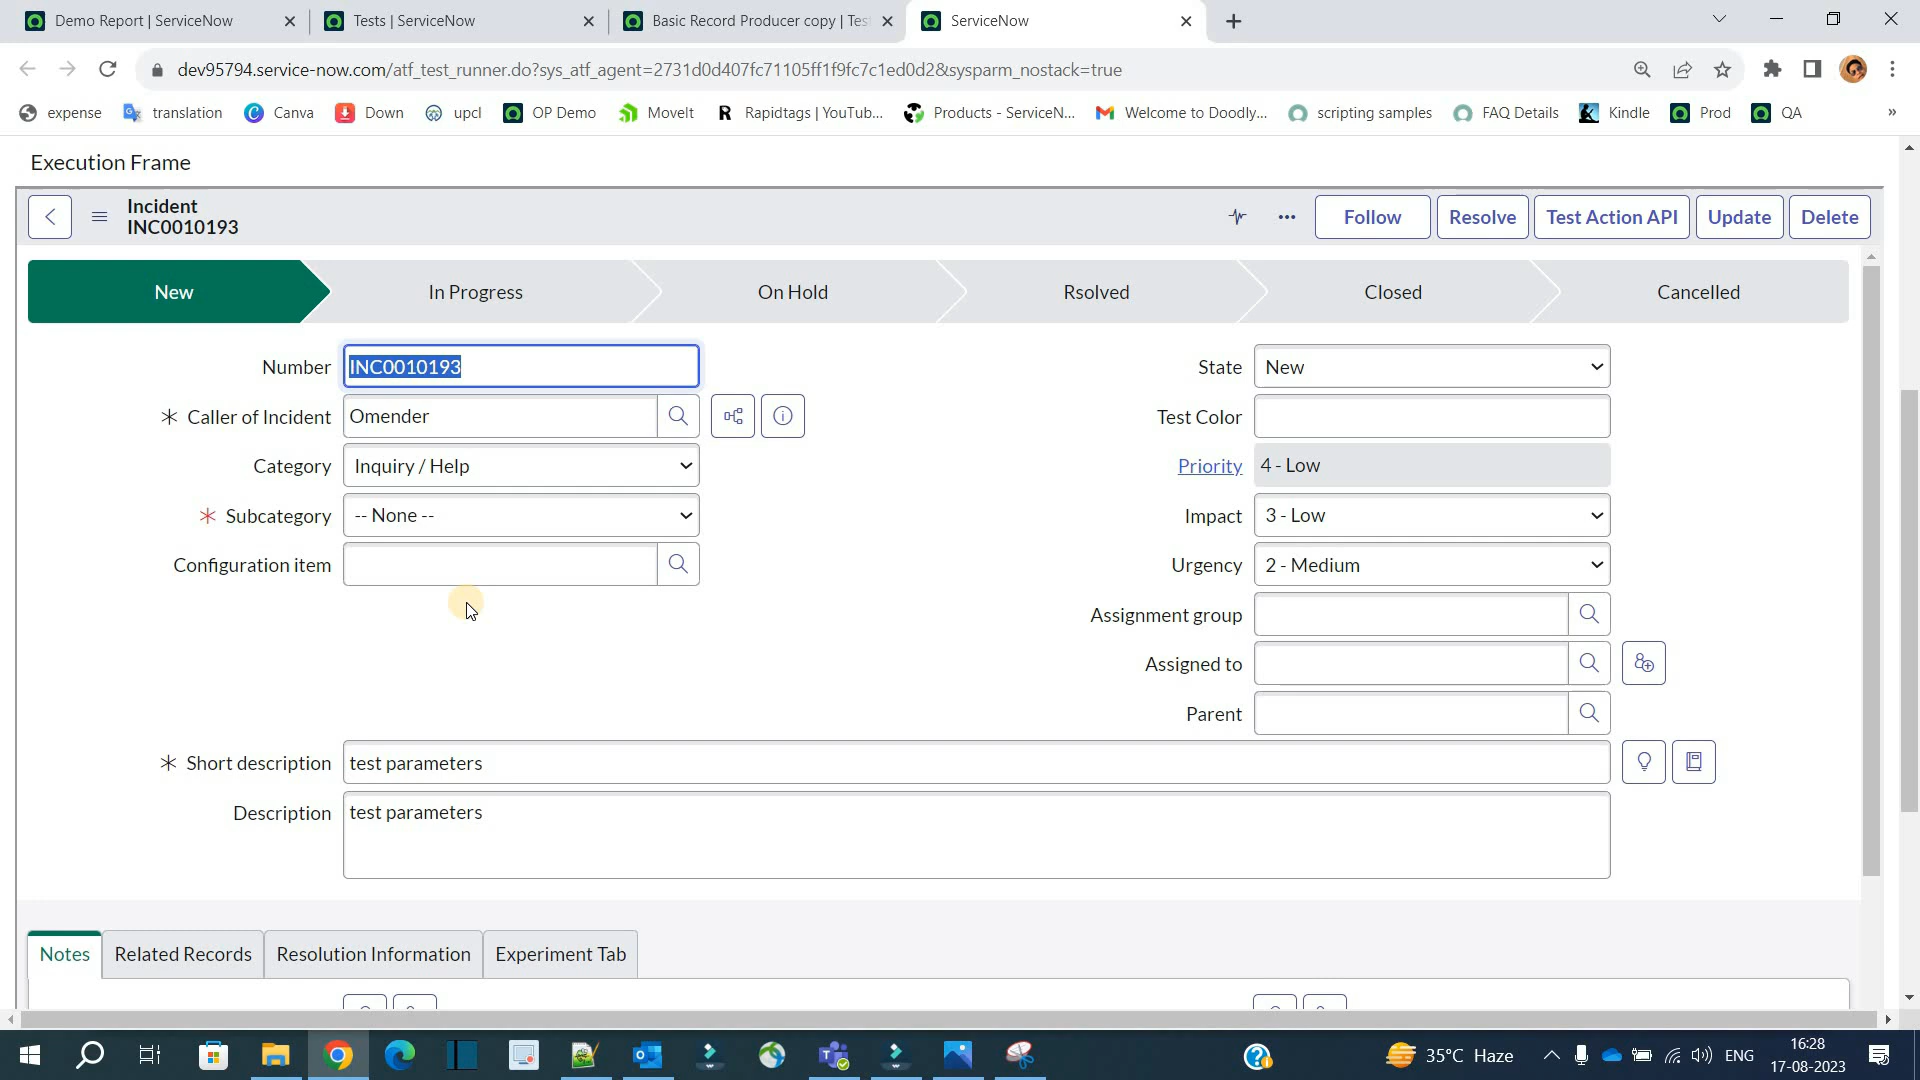 Demo Report | ServiceNow
Tests | ServiceNow
Basic Record Producer copy | Tes
ServiceNow
dev95794.service-now.com/atf_test_runner.do?sys_atf_agent=2731d0d407fc71105ff1f9fc7c1ed0d2&sysparm_nostack=true
expense
translation
Canva
Down
upcl
OP Demo
MoveIt
R Rapidtags | YouTub...
Products - ServiceN...
Welcome to Doodly...
scripting samples
FAQ Details
Kindle
Prod
QA
»
Execution Frame
Incident
INC0010193
Follow
Resolve
Test Action API
Update
Delete
New
In Progress
On Hold
Rsolved
Closed
Cancelled
Number INC0010193
State New
Caller of Incident Omender
Test Color
Category Inquiry / Help
Priority 4 - Low
Subcategory -- None --
Impact 3 - Low
Configuration item
Urgency 2 - Medium
Assignment group
Assigned to
Parent
Short description test parameters
Description test parameters
Notes
Related Records
Resolution Information
Experiment Tab
35°C Haze
ENG
16:28
17-08-2023